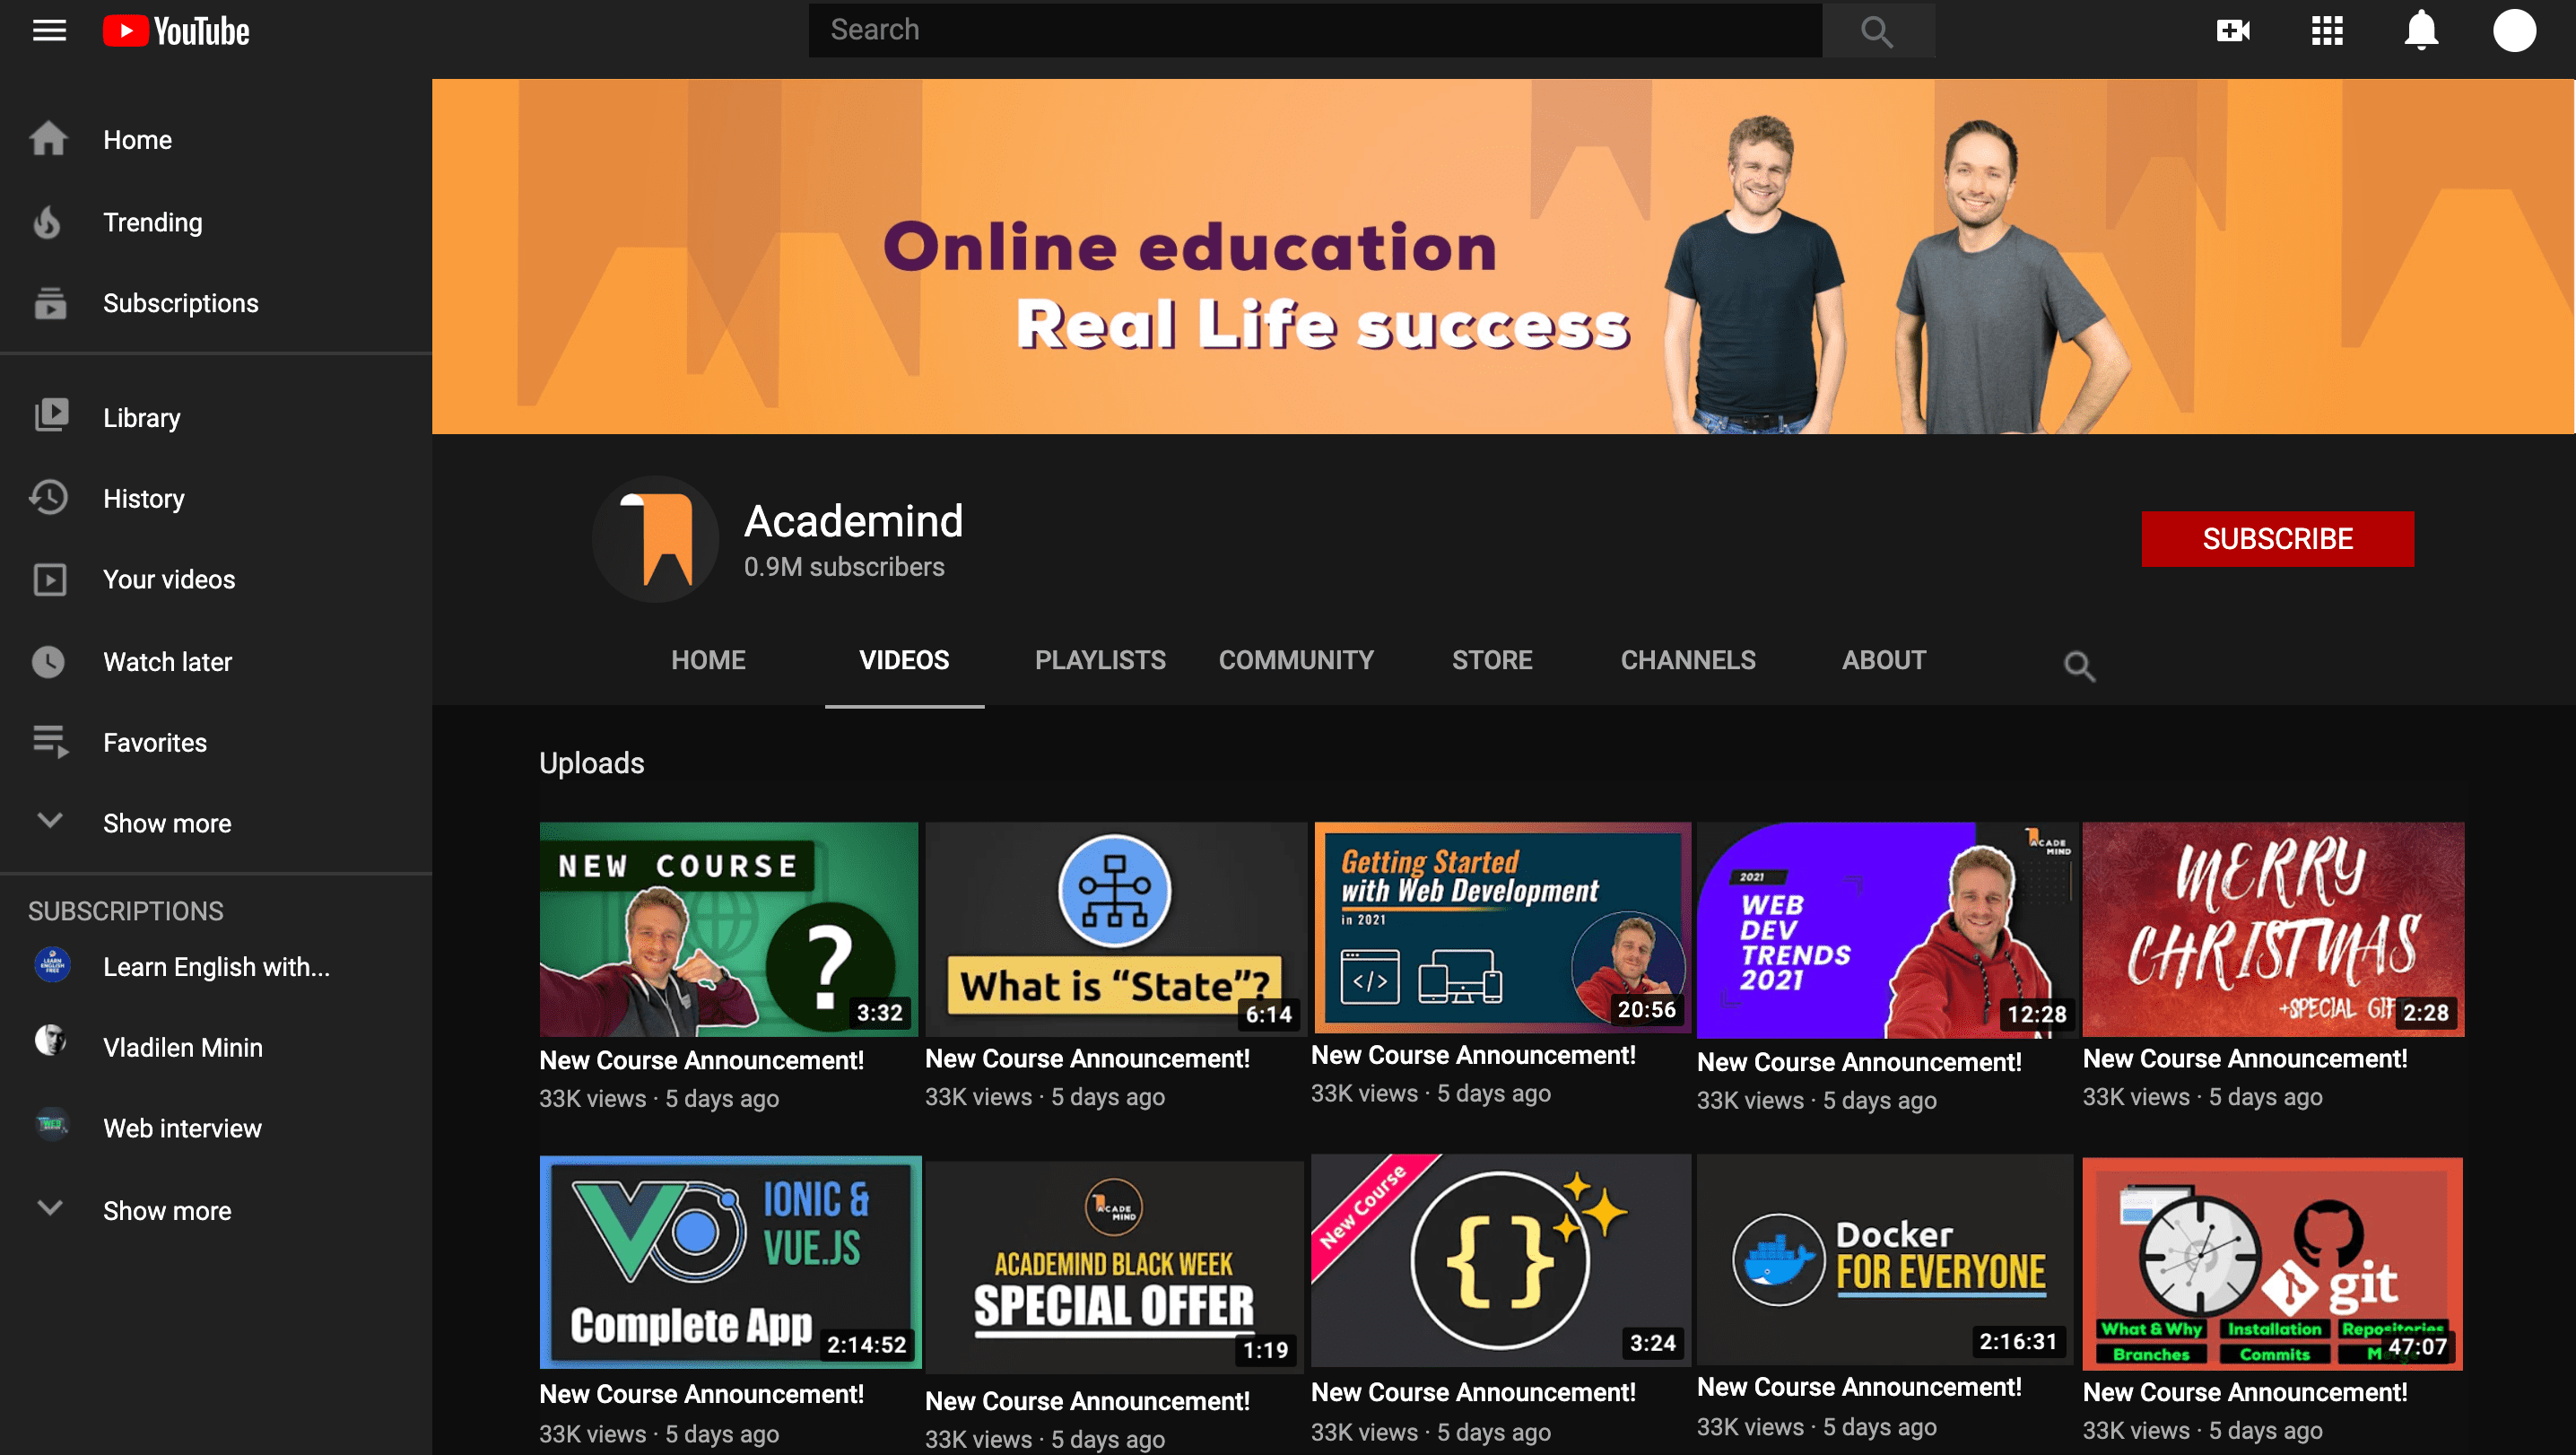 YouTube
Search
Home
Trending
Subscriptions
Library
History
Your videos
Watch later
Favorites
Show more
SUBSCRIPTIONS
Learn English with...
Vladilen Minin
Web interview
Show more
Online education
Real Life success
Academind
0.9M subscribers
SUBSCRIBE
HOME VIDEOS PLAYLISTS COMMUNITY STORE CHANNELS ABOUT
Uploads
NEW COURSE
?
3:32
New Course Announcement!
33K views · 5 days ago
What is “State”?
6:14
New Course Announcement!
33K views · 5 days ago
Getting Started
with Web Development
in 2021
</>
20:56
New Course Announcement!
33K views · 5 days ago
ACADE
MIND
2021
WEB
DEV
TRENDS
2021
12:28
New Course Announcement!
33K views · 5 days ago
MERRY
CHRISTMAS
+SPECIAL
2:28
New Course Announcement!
33K views · 5 days ago
IONIC &
VUE.JS
Complete App
2:14:52
New Course Announcement!
33K views · 5 days ago
ACADE
MIND
ACADEMIND BLACK WEEK
SPECIAL OFFER
1:19
New Course Announcement!
33K views · 5 days ago
New Course
{}
3:24
New Course Announcement!
33K views · 5 days ago
Docker
FOR EVERYONE
2:16:31
New Course Announcement!
33K views · 5 days ago
git
What & Why Installation Repositories
Branches Commits
47:07
New Course Announcement!
33K views · 5 days ago